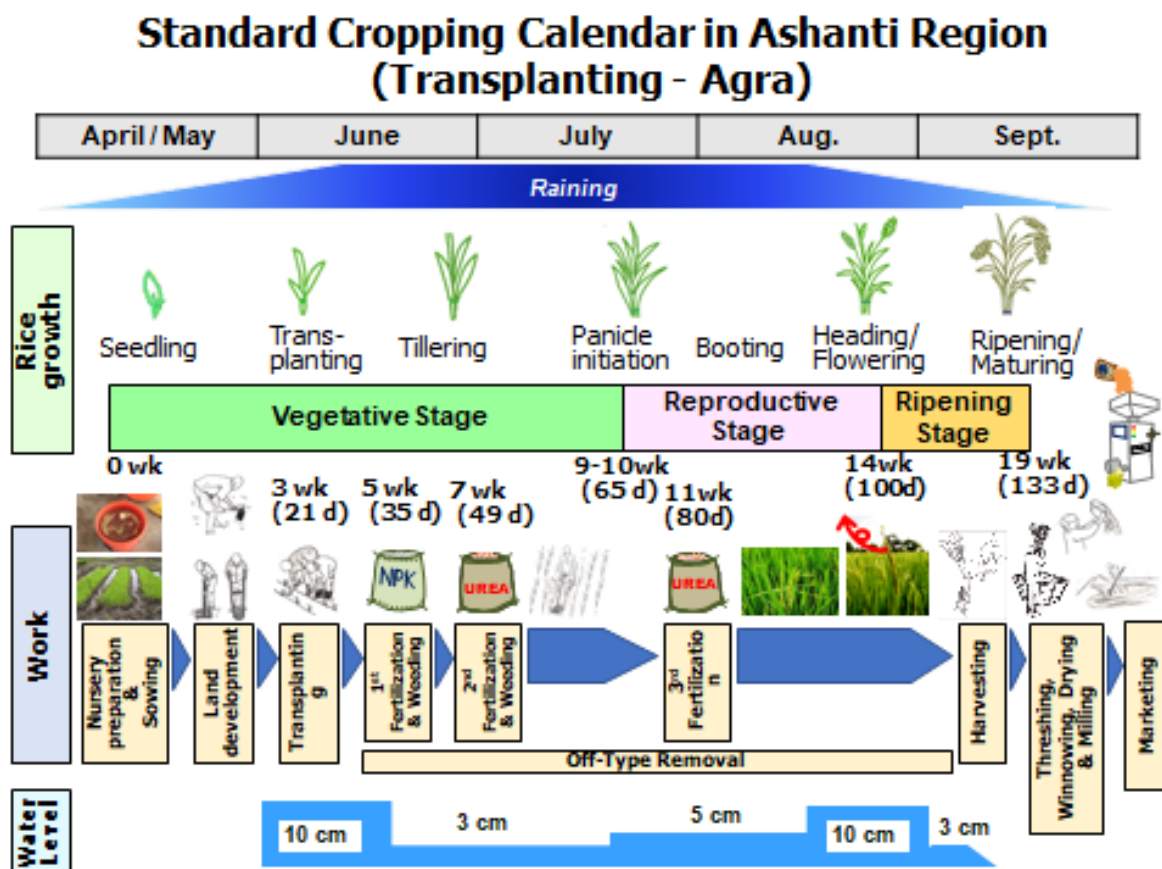 Standard Cropping Calendar in Ashanti Region
(Transplanting - Agra)
April / May
June
July
Aug.
Sept.
Raining
Rice
growth
Seedling
Trans-
planting
Tillering
Panicle
initiation
Booting
Heading/
Flowering
Ripening/
Maturing
Vegetative Stage
Reproductive
Stage
Ripening
Stage
0 wk
3 wk
(21 d)
5 wk
(35 d)
7 wk
(49 d)
9-10wk
(65 d)
11wk
(80d)
14wk
(100d)
19 wk
(133 d)
Work
NPK
UREA
UREA
Nursery
preparation
&
Sowing
Land
development
Transplantin
g
1st
Fertilization
& Weeding
2nd
Fertilization
& Weeding
3rd
Fertilizatio
n
Harvesting
Threshing,
Winnowing, Drying
& Milling
Marketing
Off-Type Removal
Water
Level
10 cm
3 cm
5 cm
10 cm
3 cm